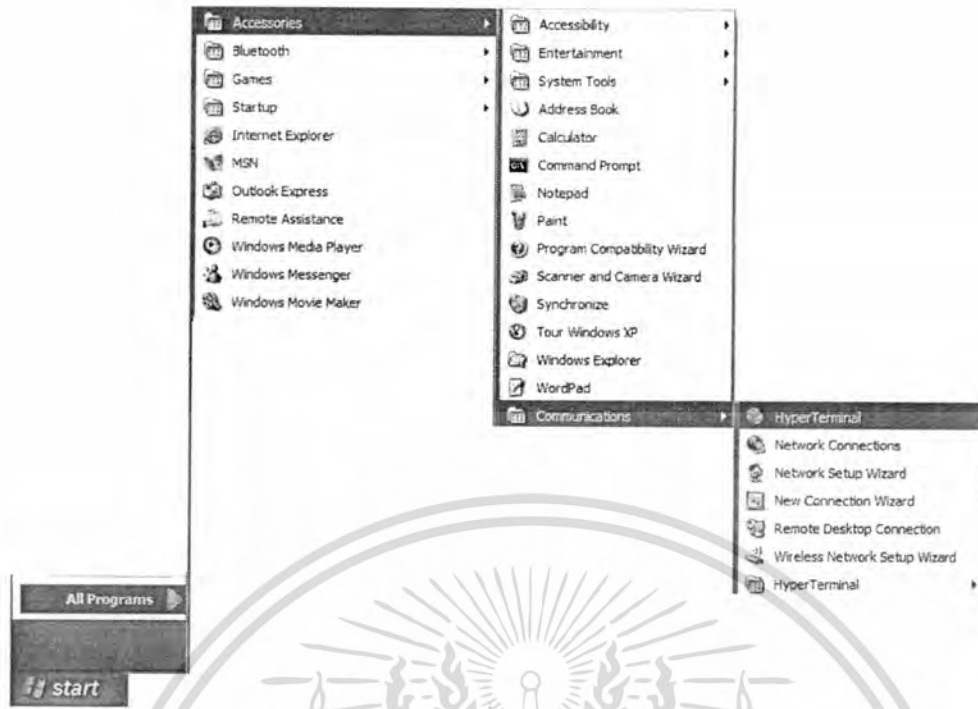 Accessories
Bluetooth
Games
Startup
Internet Explorer
MSN
Outlook Express
Remote Assistance
Windows Media Player
Windows Messenger
Windows Movie Maker
Accessibility
Entertainment
System Tools
Address Book
Calculator
Command Prompt
Notepad
Paint
Program Compatibility Wizard
Scanner and Camera Wizard
Synchronize
Tour Windows XP
Windows Explorer
WordPad
Communications
HyperTerminal
Network Connections
Network Setup Wizard
New Connection Wizard
Remote Desktop Connection
Wireless Network Setup Wizard
HyperTerminal
All Programs
start